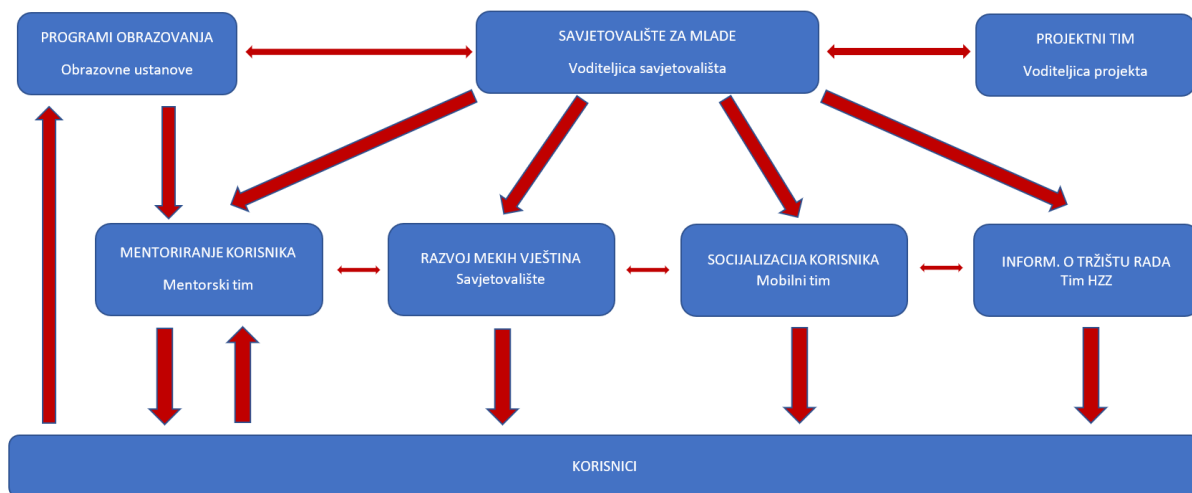 PROGRAMI OBRAZOVANJA
Obrazovne ustanove
SAVJETOVALIŠTE ZA MLADE
Voditeljica savjetovališta
PROJEKTNI TIM
Voditeljica projekta
MENTORIRANJE KORISNIKA
Mentorski tim
RAZVOJ MEKIH VJEŠTINA
Savjetovalište
SOCIJALIZACIJA KORISNIKA
Mobilni tim
INFORM. O TRŽIŠTU RADA
Tim HZZ
KORISNICI